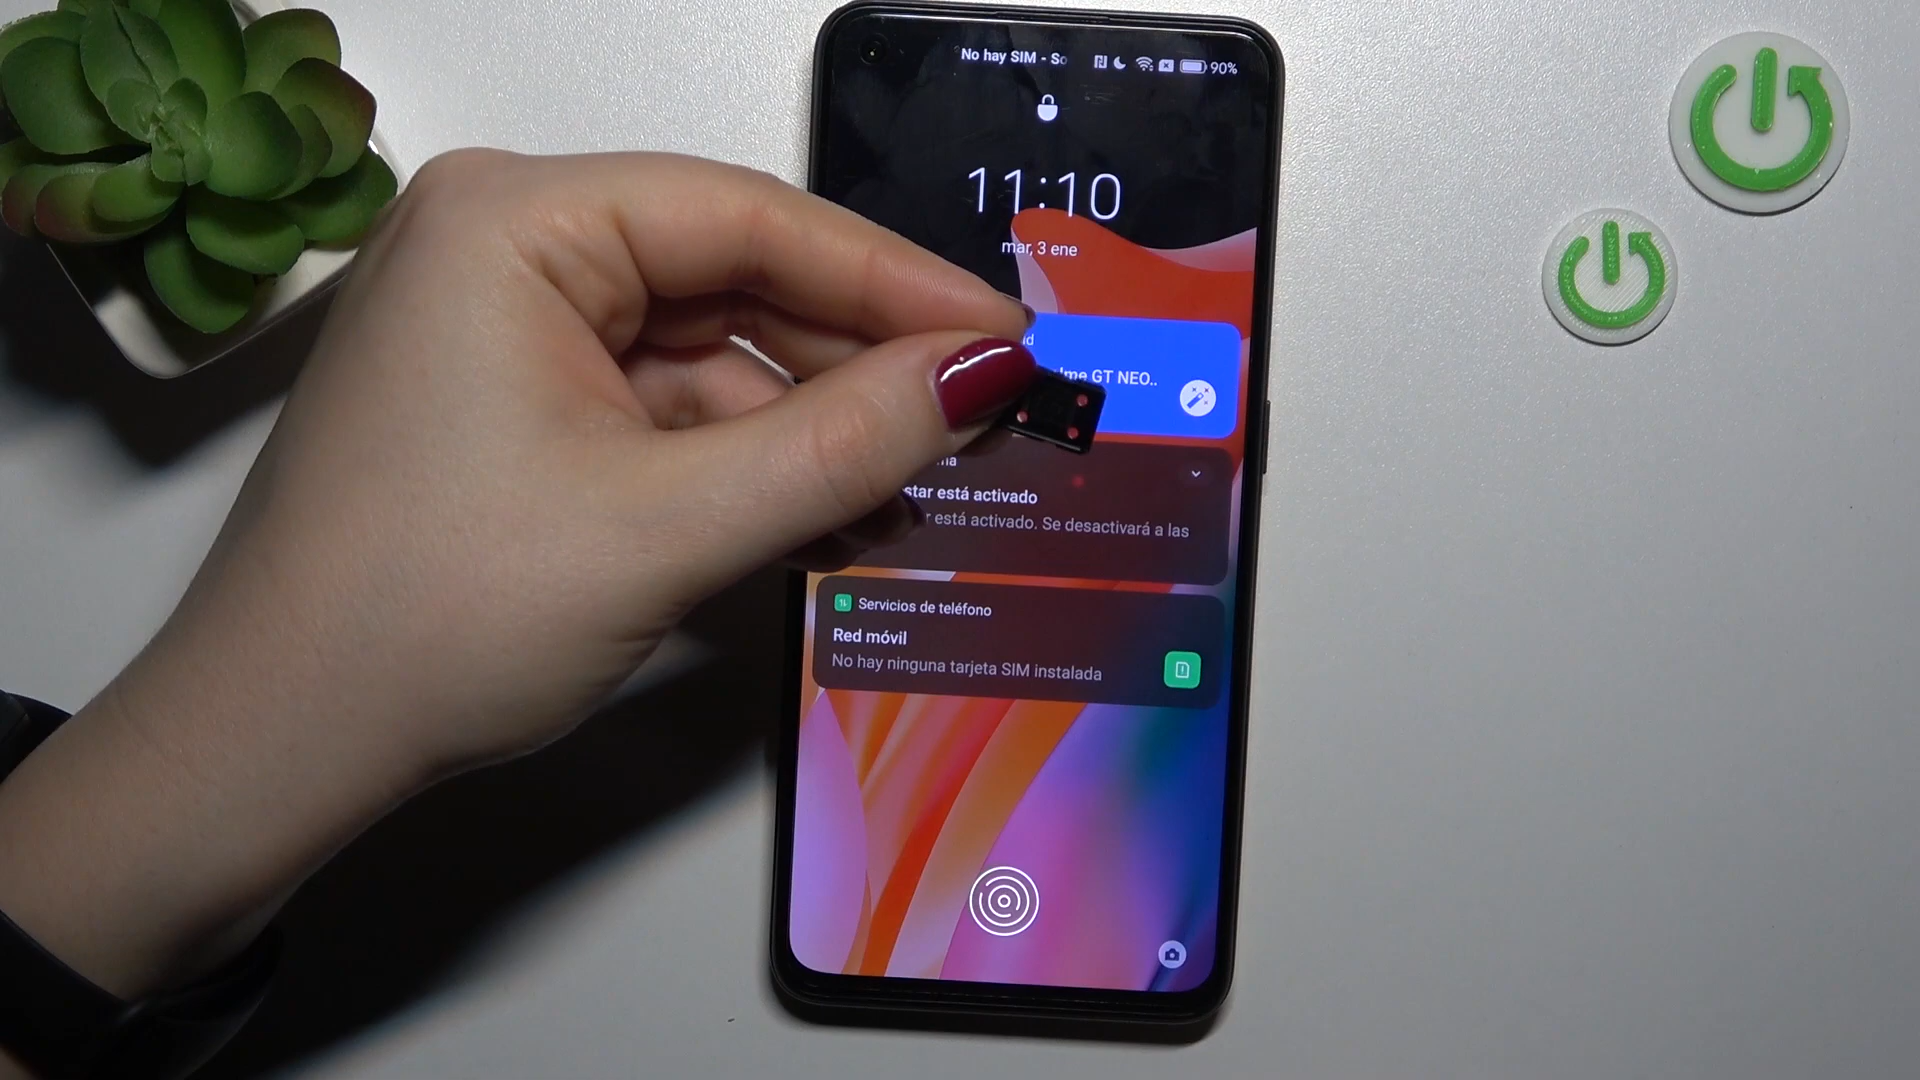 No hay SIM - So
90%
11:10
mar, 3 ene
GT NEO..
star está activado
está activado. Se desactivará a las
Servicios de teléfono
Red móvil
No hay ninguna tarjeta SIM instalada